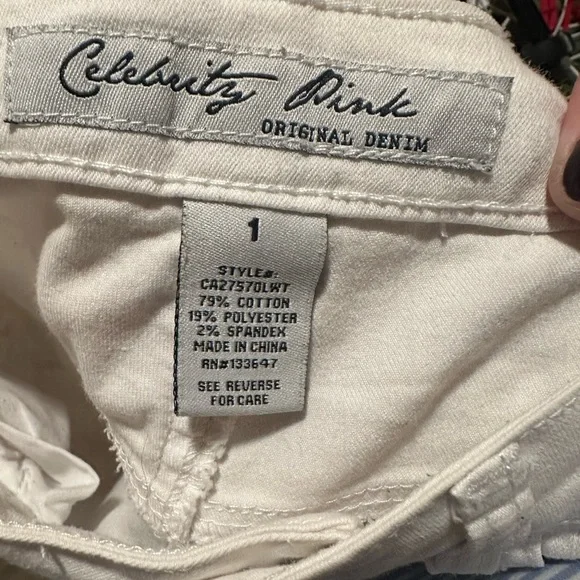 Celebrity Pink
ORIGINAL DENIM
1
STYLE#:
CA27570LWT
79% COTTON
19% POLYESTER
2% SPANDEX
MADE IN CHINA
RN#133647
SEE REVERSE
FOR CARE